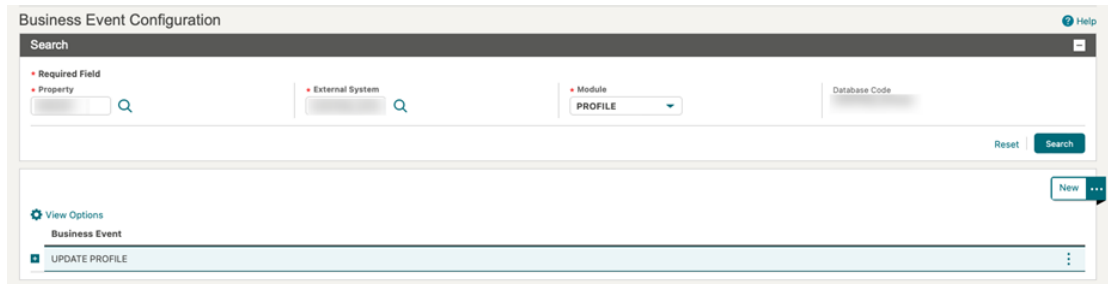 Business Event Configuration
Help
Search
* Required Field
* Property
* External System
* Module
PROFILE
Database Code
Reset
Search
New
View Options
Business Event
UPDATE PROFILE